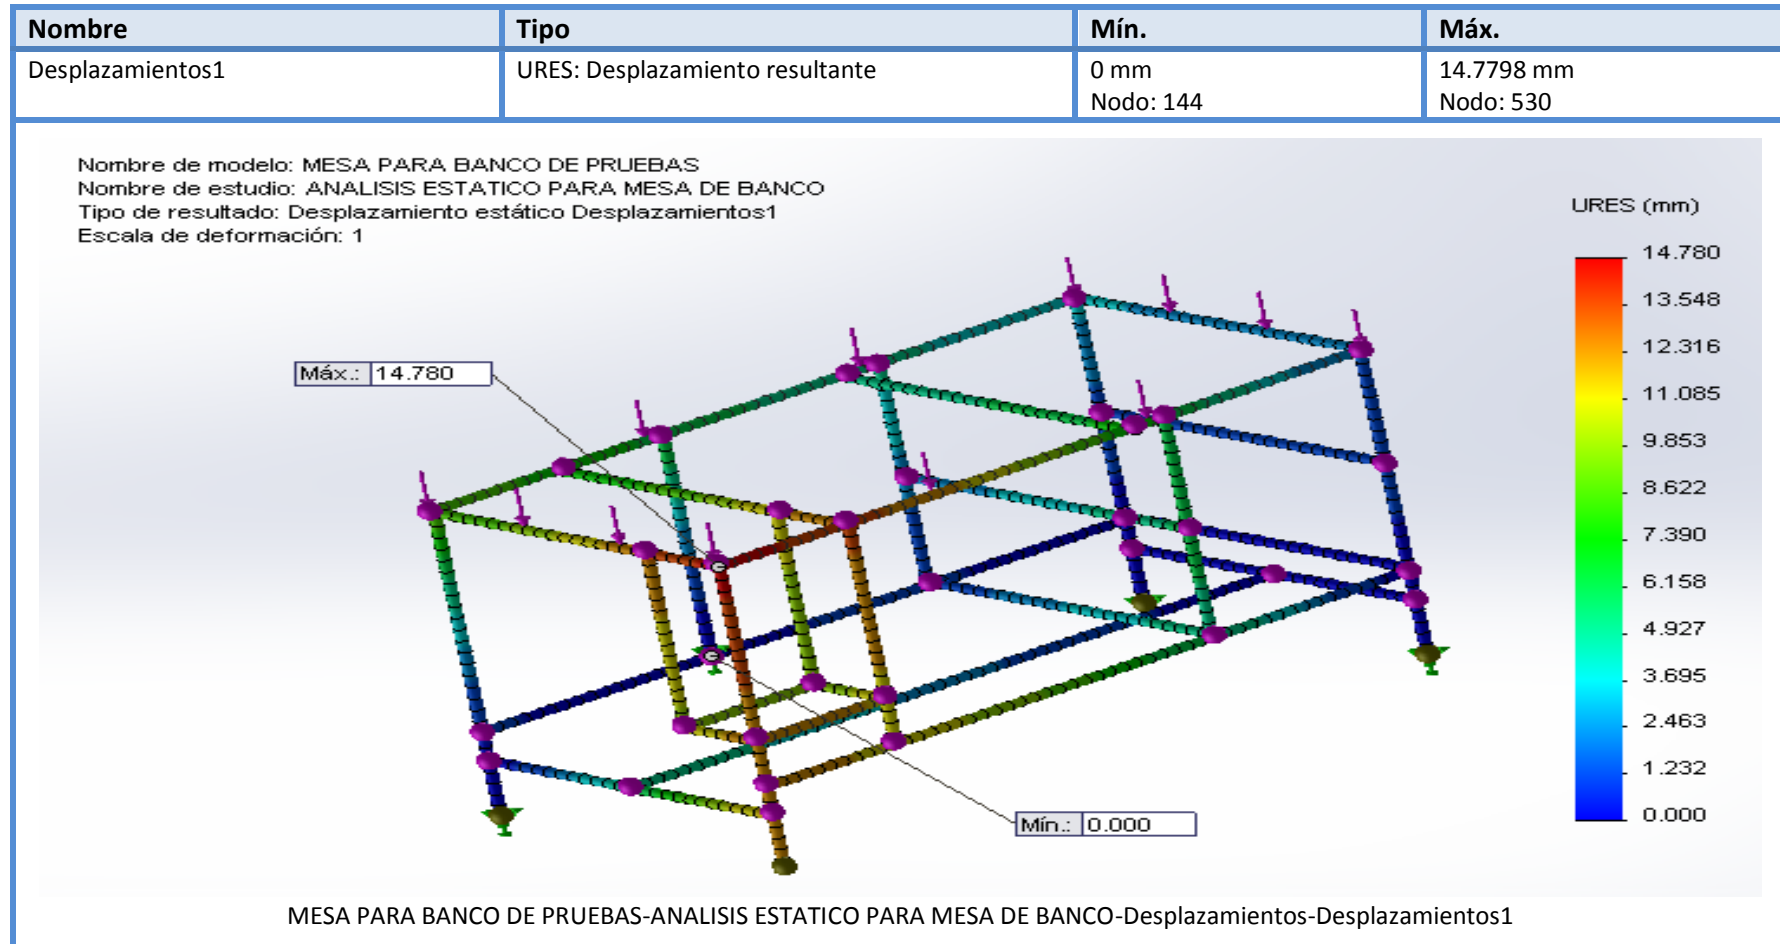 Nombre Tipo Mín. Máx.
Desplazamientos1 URES: Desplazamiento resultante 0 mm 14.7798 mm
Nodo: 144 Nodo: 530
Nombre de modelo: MESA PARA BANCO DE PRUEBAS
Nombre de estudio: ANALISIS ESTATICO PARA MESA DE BANCO
Tipo de resultado: Desplazamiento estático Desplazamientos1
Escala de deformación: 1
URES (mm)
14.780
13.548
12.316
11.085
9.853
8.622
7.390
6.158
4.927
3.695
2.463
1.232
0.000
Máx.: 14.780
Mín.: 0.000
MESA PARA BANCO DE PRUEBAS-ANALISIS ESTATICO PARA MESA DE BANCO-Desplazamientos-Desplazamientos1